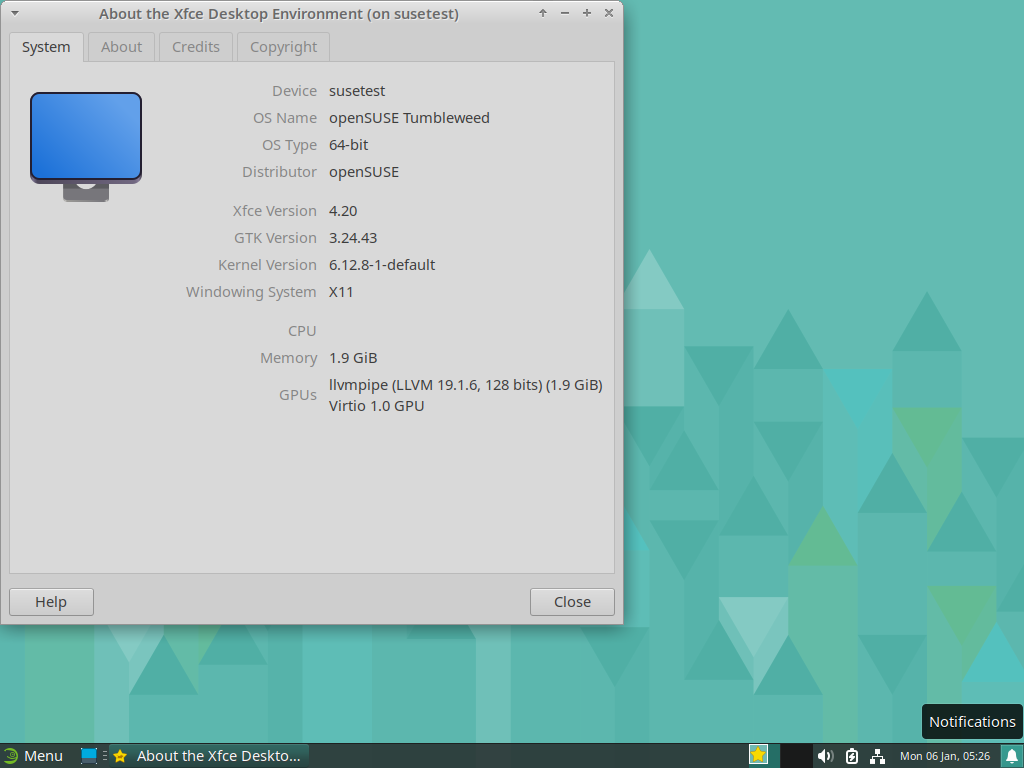 About the Xfce Desktop Environment (on susetest)
System About Credits Copyright
Device susetest
OS Name openSUSE Tumbleweed
OS Type 64-bit
Distributor openSUSE
Xfce Version 4.20
GTK Version 3.24.43
Kernel Version 6.12.8-1-default
Windowing System X11
CPU
Memory 1.9 GiB
GPUs llvmpipe (LLVM 19.1.6, 128 bits) (1.9 GiB)
Virtio 1.0 GPU
Help Close
Notifications
Menu About the Xfce Deskto... Mon 06 Jan, 05:26